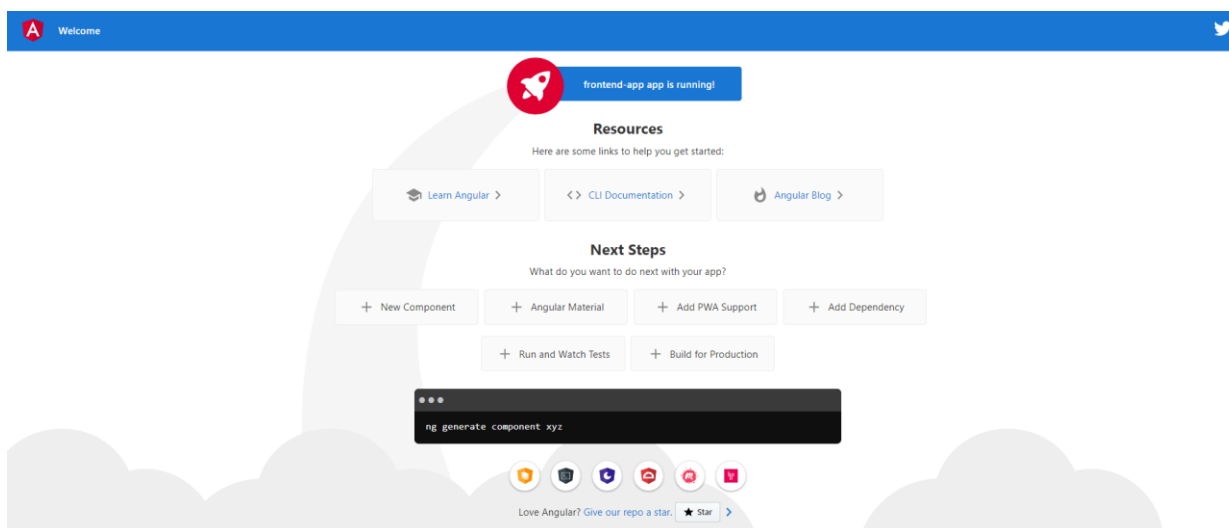 Welcome
frontend-app app is running!
Resources
Here are some links to help you get started:
Learn Angular
CLI Documentation
Angular Blog
Next Steps
What do you want to do next with your app?
New Component
Angular Material
Add PWA Support
Add Dependency
Run and Watch Tests
Build for Production
ng generate component xyz
Love Angular? Give our repo a star. Star